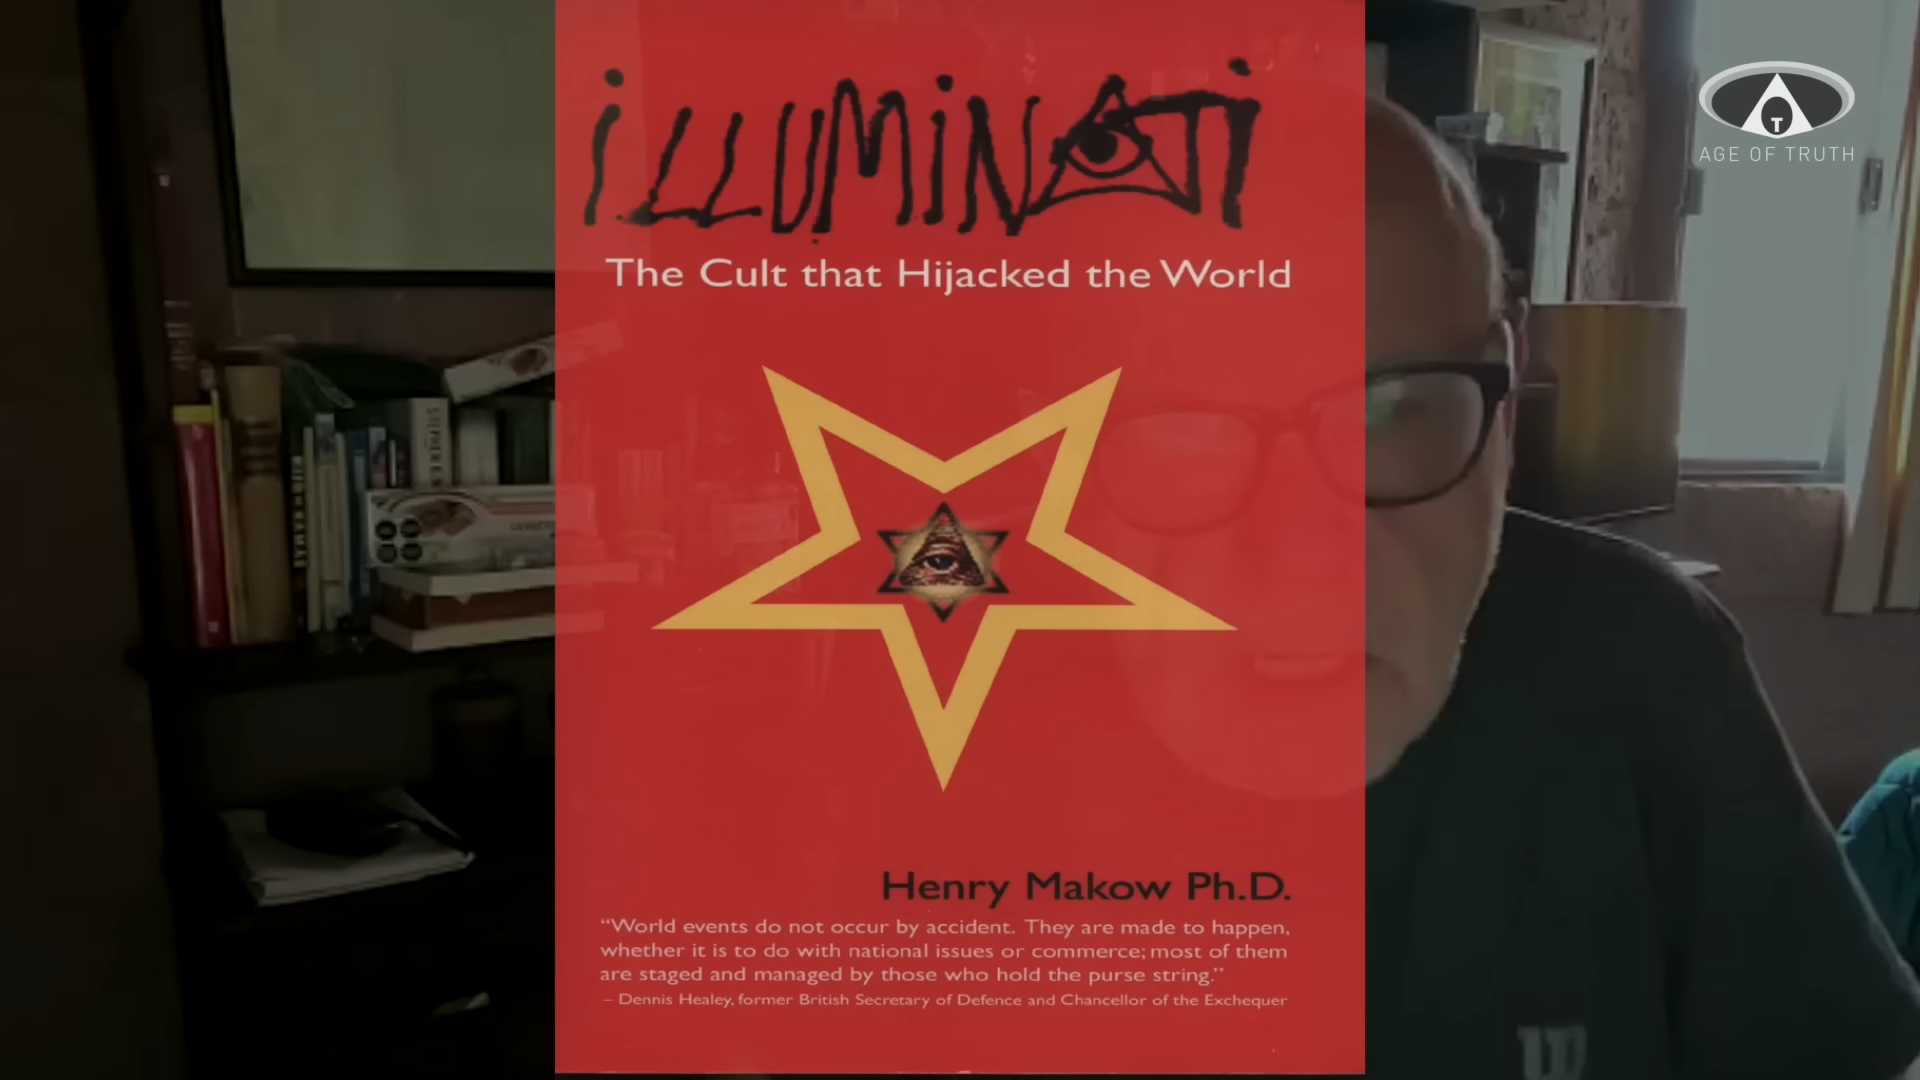 ILLUMINATI
The Cult that Hijacked the World
Henry Makow Ph.D.
“World events do not occur by accident. They are made to happen,
whether it is to do with national issues or commerce; most of them
are staged and managed by those who hold the purse string.”
– Dennis Healey, former British Secretary of Defence and Chancellor of the Exchequer
T
AGE OF TRUTH